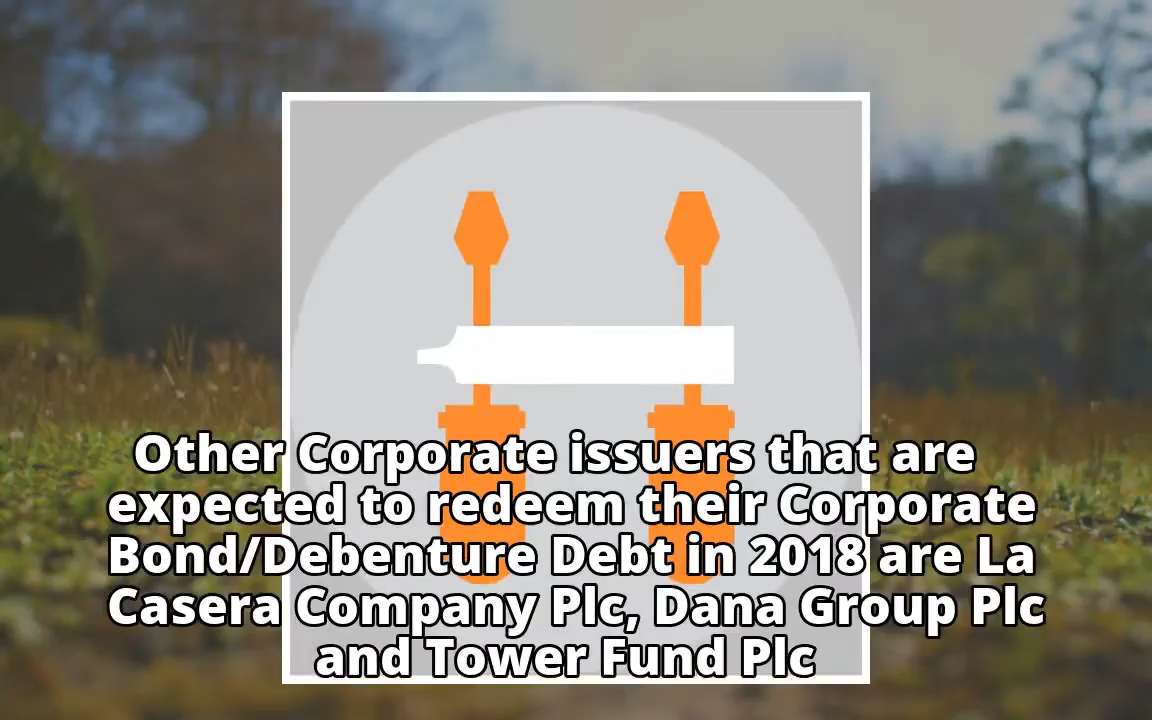 Other Corporate issuers that are
expected to redeem their Corporate
Bond/Debenture Debt in 2018 are La
Casera Company Plc, Dana Group Plc
and Tower Fund Plc